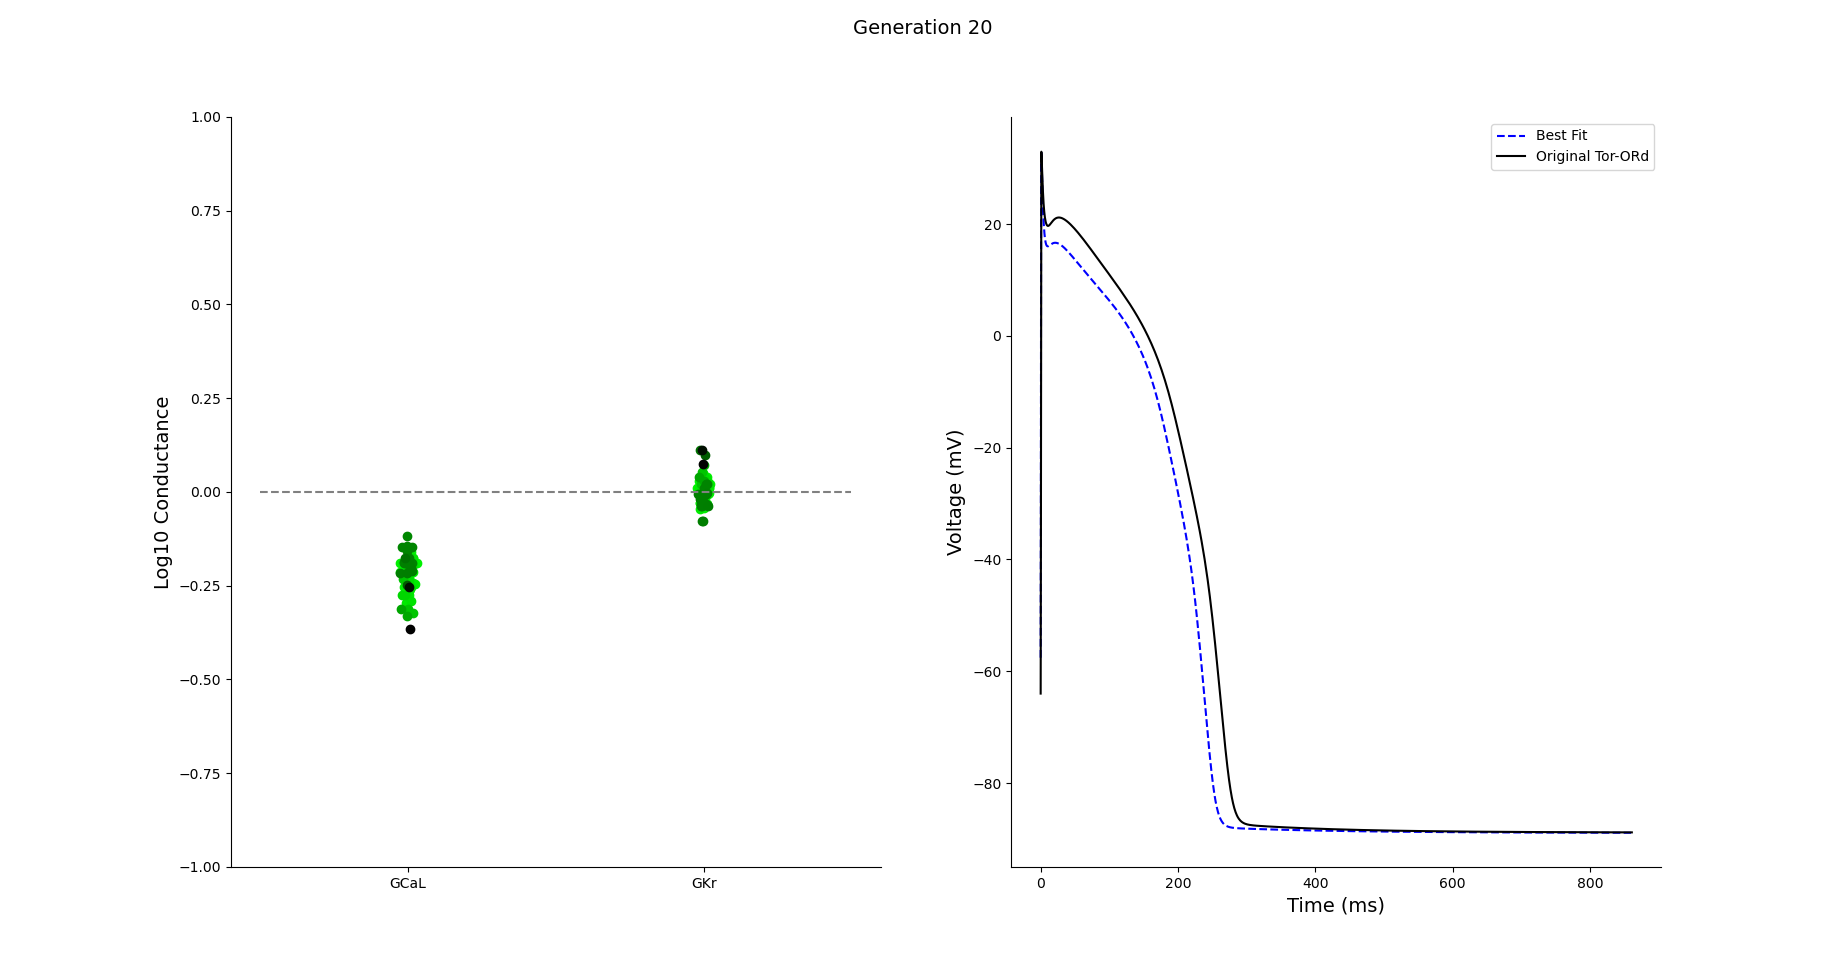 Generation 20
Log10 Conductance
1.00
0.75
0.50
0.25
0.00
−0.25
−0.50
−0.75
−1.00
GCaL
GKr
Voltage (mV)
20
0
−20
−40
−60
−80
0
200
400
600
800
Time (ms)
Best Fit
Original Tor-ORd